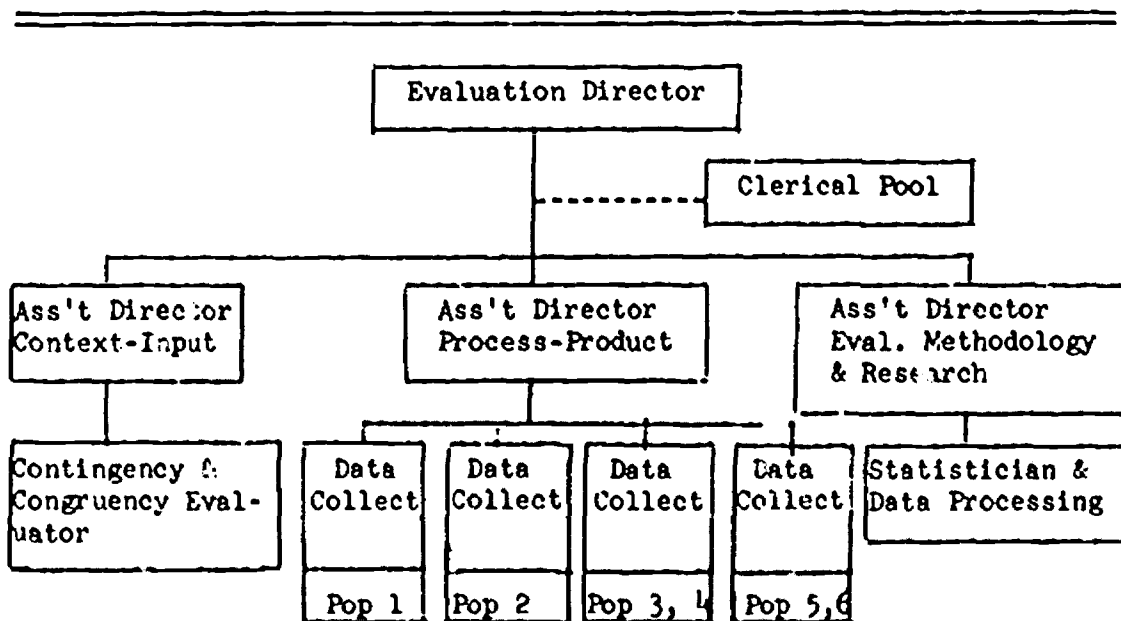 Evaluation Director
Clerical Pool
Ass't Director
Context-Input
Ass't Director
Process-Product
Ass't Director
Eval. Methodology
& Research
Contingency &
Congruency Eval-
uator
Data
Collect
Pop 1
Data
Collect
Pop 2
Data
Collect
Pop 3, 4
Data
Collect
Pop 5,6
Statistician &
Data Processing